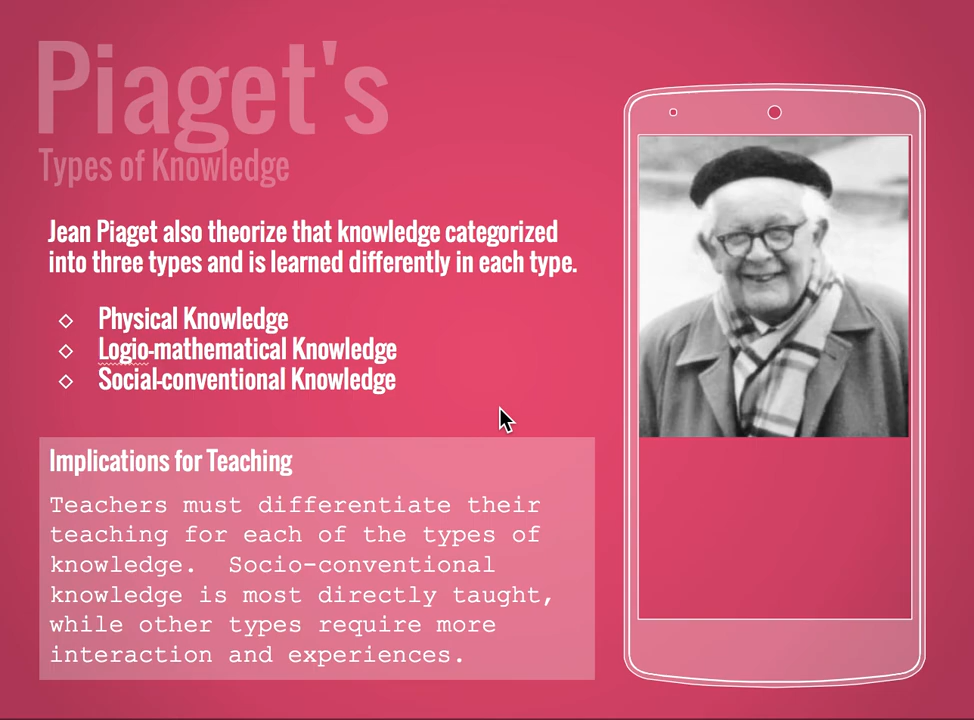 Piaget's
Types of Knowledge
Jean Piaget also theorize that knowledge categorized
into three types and is learned differently in each type.
Physical Knowledge
Logio-mathematical Knowledge
Social-conventional Knowledge
Implications for Teaching
Teachers must differentiate their
teaching for each of the types of
knowledge.  Socio-conventional
knowledge is most directly taught,
while other types require more
interaction and experiences.